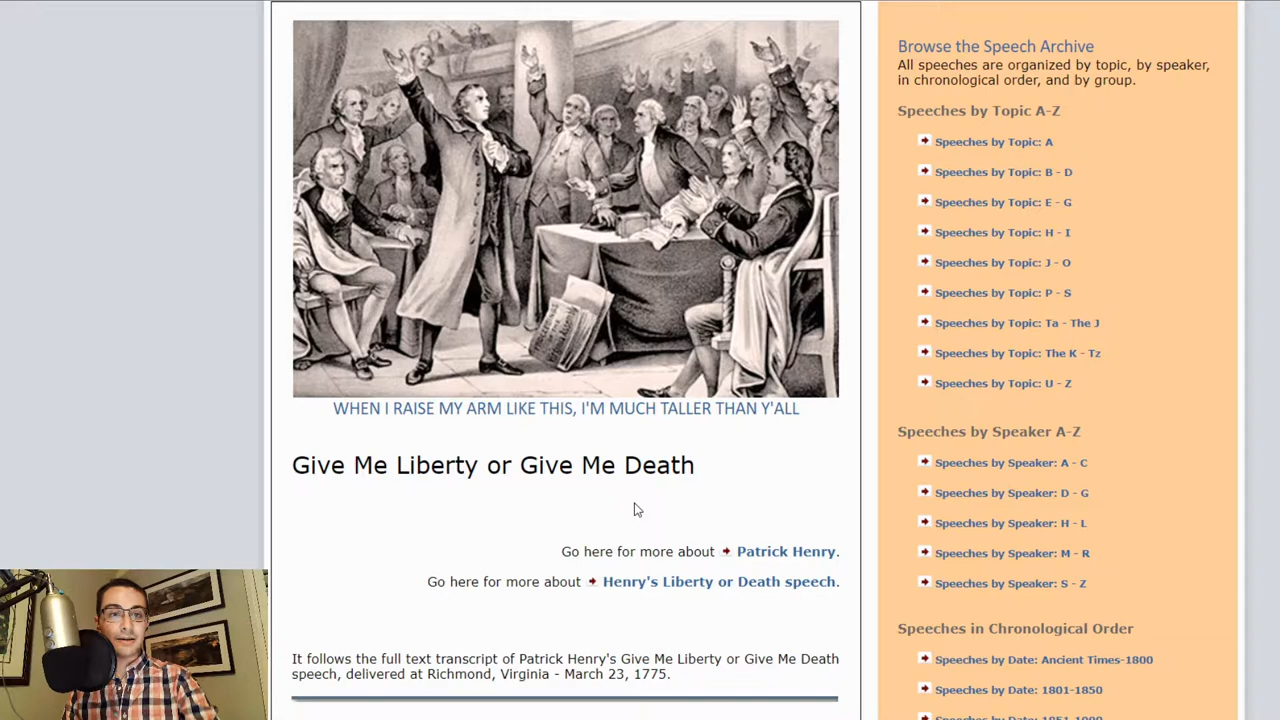 WHEN I RAISE MY ARM LIKE THIS, I'M MUCH TALLER THAN Y'ALL
Give Me Liberty or Give Me Death
Go here for more about Patrick Henry.
Go here for more about Henry's Liberty or Death speech.
It follows the full text transcript of Patrick Henry's Give Me Liberty or Give Me Death
speech, delivered at Richmond, Virginia - March 23, 1775.
Browse the Speech Archive
All speeches are organized by topic, by speaker,
in chronological order, and by group.
Speeches by Topic A-Z
Speeches by Topic: A
Speeches by Topic: B - D
Speeches by Topic: E - G
Speeches by Topic: H - I
Speeches by Topic: J - O
Speeches by Topic: P - S
Speeches by Topic: Ta - The J
Speeches by Topic: The K - Tz
Speeches by Topic: U - Z
Speeches by Speaker A-Z
Speeches by Speaker: A - C
Speeches by Speaker: D - G
Speeches by Speaker: H - L
Speeches by Speaker: M - R
Speeches by Speaker: S - Z
Speeches in Chronological Order
Speeches by Date: Ancient Times-1800
Speeches by Date: 1801-1850